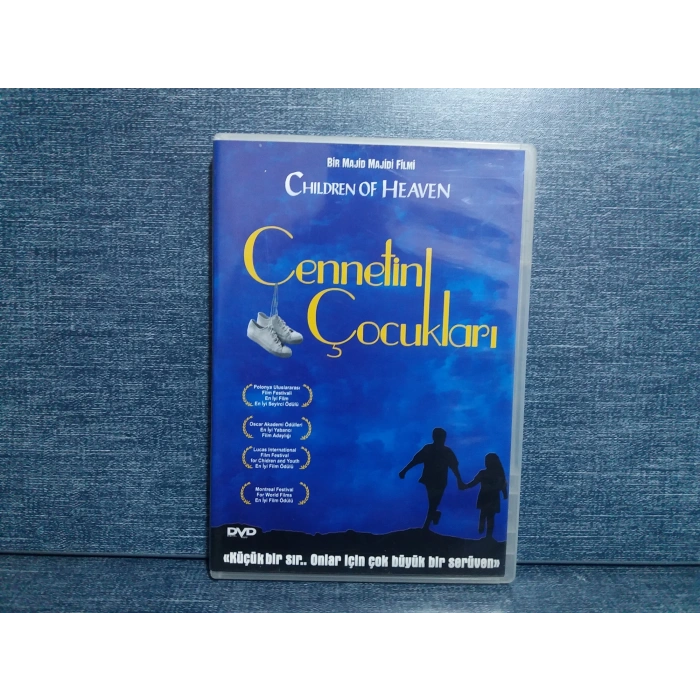 Bir Majid Majidi Filmi
CHILDREN OF HEAVEN
Cennetin
Çocukları
Polonya Uluslararası
Film Festivali
En İyi Film
En İyi Seyirci Ödülü
Oscar Akademi Ödülleri
En İyi Yabancı
Film Adaylığı
Lucas International
Film Festival
for Chidren and Youth
En İyi Film Ödülü
Montreal Festival
For World Films
En İyi Film Ödülü
DVD
«Küçük bir sır.. Onlar için çok büyük bir serüven»